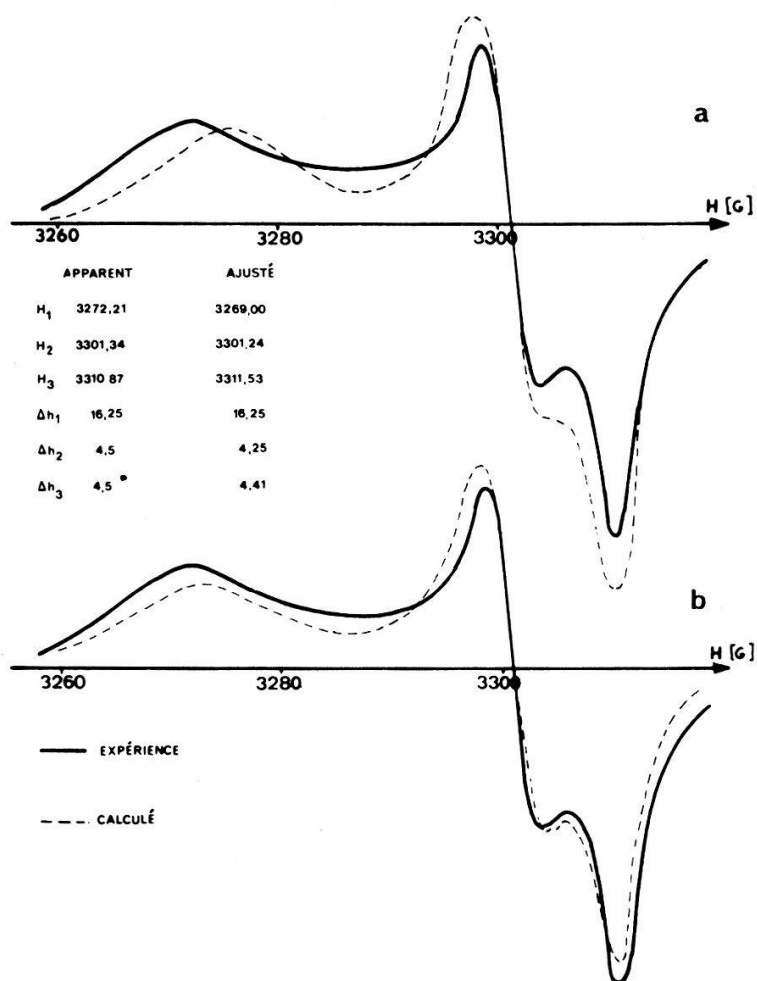 a
H [G]
3260 3280 3300
APPARENT AJUSTÉ
H1 3272,21 3269,00
H2 3301,34 3301,24
H3 3310 87 3311,53
Δh1 16,25 16,25
Δh2 4,5 4,25
Δh3 4,5 4,41
b
H [G]
3260 3280 3300
EXPÉRIENCE
CALCULÉ